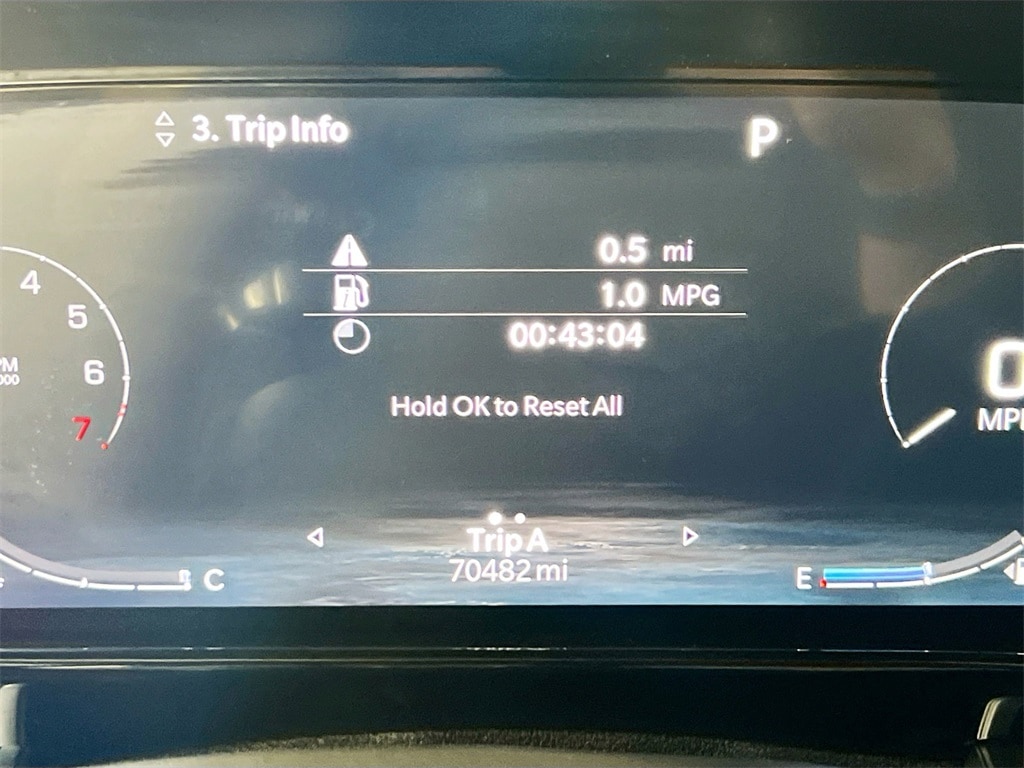 3. Trip Info
P
0.5 mi
1.0 MPG
00:43:04
Hold OK to Reset All
4
5
6
7
0
Trip A
70482 mi
C
E